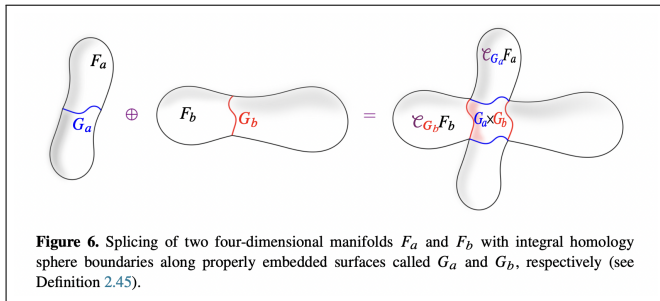 F_a
G_a
⊕
F_b
G_b
=
𝒞_{G_a}F_a
𝒞_{G_b}F_b
G_a×G_b
Figure 6. Splicing of two four-dimensional manifolds F_a and F_b with integral homology
sphere boundaries along properly embedded surfaces called G_a and G_b, respectively (see
Definition 2.45).